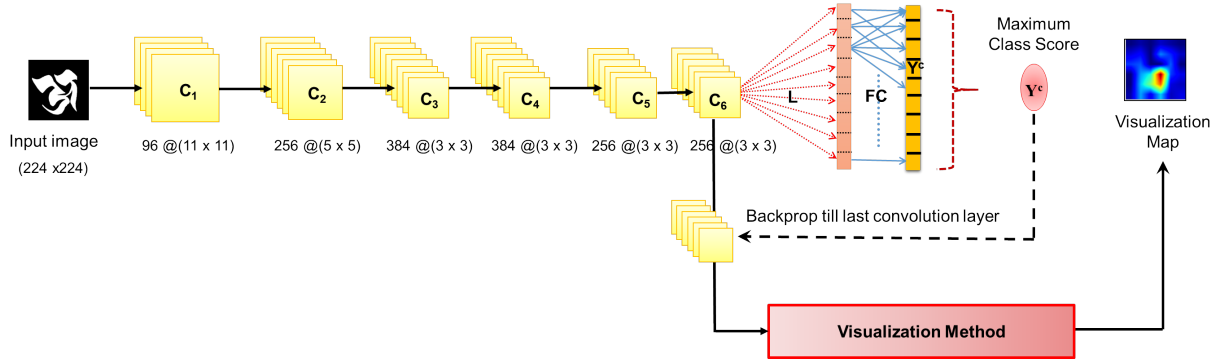 Input image
(224 x224)
C1
96 @(11 x 11)
C2
256 @(5 x 5)
C3
384 @(3 x 3)
C4
384 @(3 x 3)
C5
256 @(3 x 3)
C6
256 @(3 x 3)
L
FC
Yc
Maximum
Class Score
Yc
Visualization
Map
Backprop till last convolution layer
Visualization Method